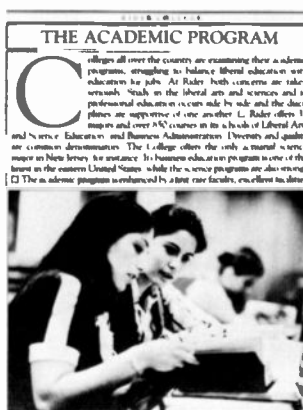 RIDER COLLEGE
THE ACADEMIC PROGRAM
Colleges all over the country are examining their academic
programs, struggling to balance liberal education with
education for jobs. At Rider, both concerns are taken
seriously. Study in the liberal arts and sciences and in
professional education occurs side by side and the disci-
plines are supportive of one another. Rider offers
majors and over 850 courses in its schools of Liberal Arts
and Science, Education, and Business Administration. Diversity and quality
are common denominators. The College offers the only actuarial science
major in New Jersey, for instance. Its business education program is one of the
largest in the eastern United States, while the science programs are also strong.
The academic program is enhanced by a first rate faculty, excellent facilities